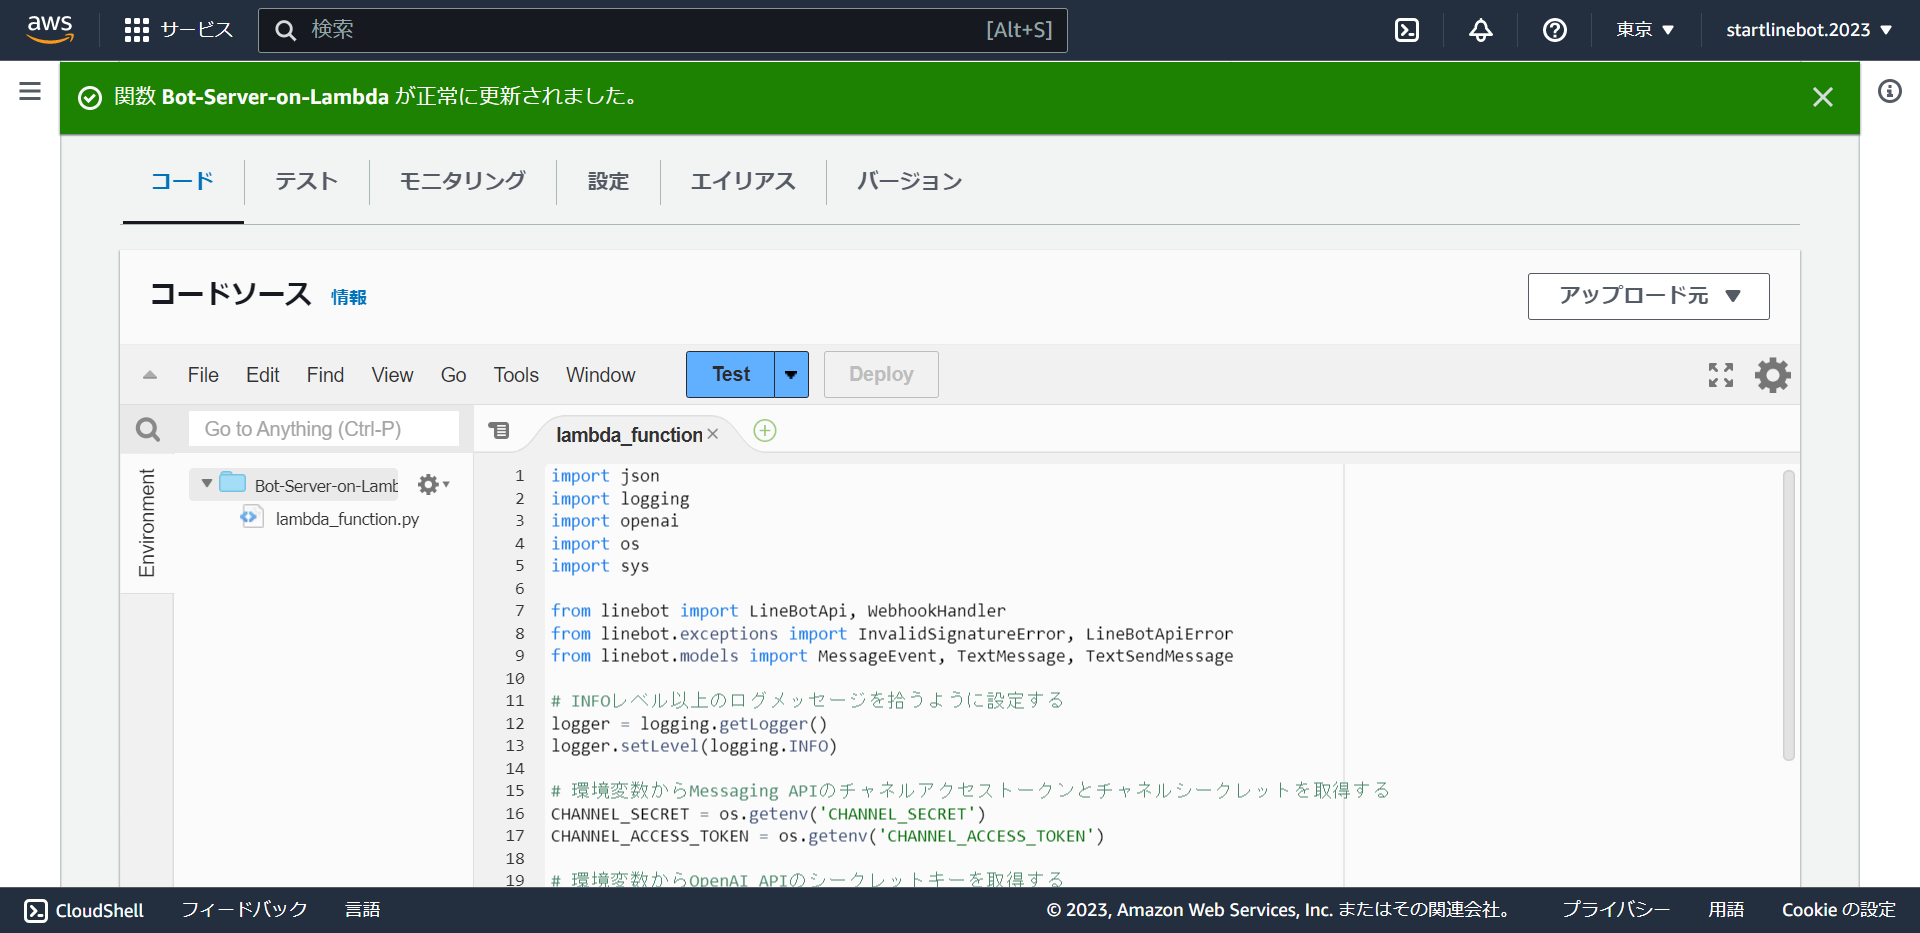 aws サービス 検索 [Alt+S] 東京 startlinebot.2023
関数 Bot-Server-on-Lambda が正常に更新されました。
コード テスト モニタリング 設定 エイリアス バージョン
コードソース 情報 アップロード元
File Edit Find View Go Tools Window Test Deploy
Go to Anything (Ctrl-P) lambda_function
Environment
Bot-Server-on-Lamb
lambda_function.py
1 import json
2 import logging
3 import openai
4 import os
5 import sys
6
7 from linebot import LineBotApi, WebhookHandler
8 from linebot.exceptions import InvalidSignatureError, LineBotApiError
9 from linebot.models import MessageEvent, TextMessage, TextSendMessage
10
11 # INFOレベル以上のログメッセージを拾うように設定する
12 logger = logging.getLogger()
13 logger.setLevel(logging.INFO)
14
15 # 環境変数からMessaging APIのチャネルアクセストークンとチャネルシークレットを取得する
16 CHANNEL_SECRET = os.getenv('CHANNEL_SECRET')
17 CHANNEL_ACCESS_TOKEN = os.getenv('CHANNEL_ACCESS_TOKEN')
18
19 # 環境変数からOpenAI APIのシークレットキーを取得する
CloudShell フィードバック 言語 © 2023, Amazon Web Services, Inc. またはその関連会社。 プライバシー 用語 Cookie の設定